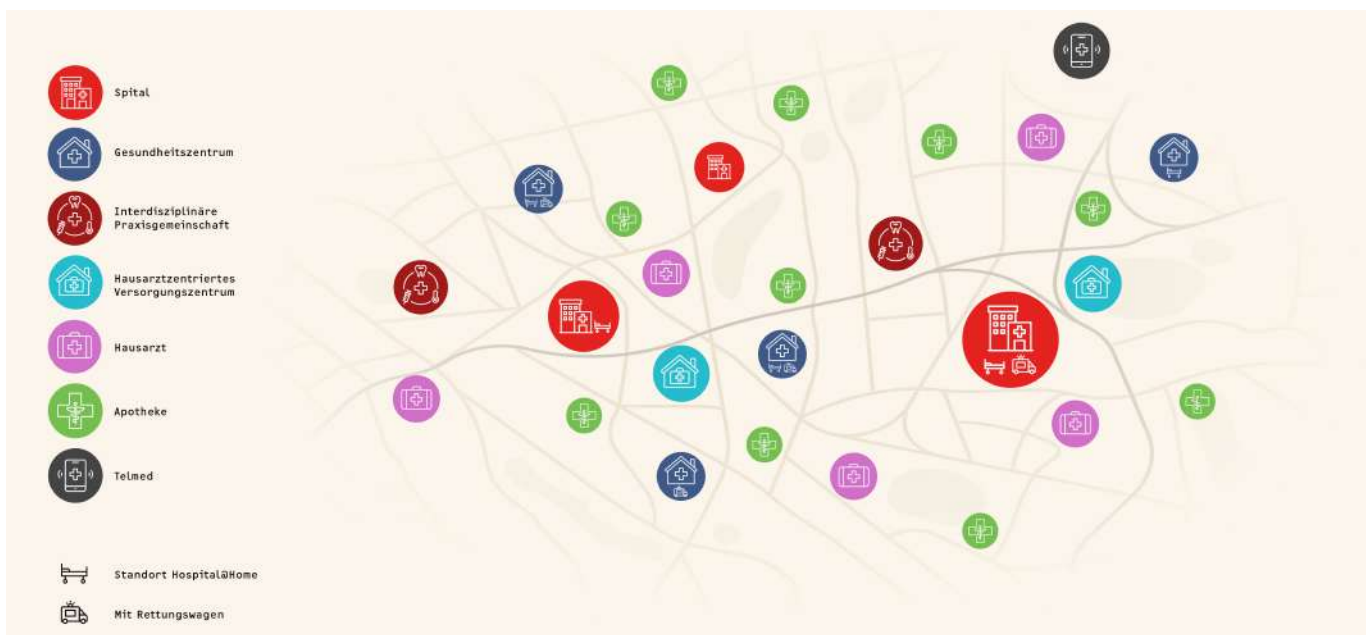 Spital
Gesundheitszentrum
Interdisziplinäre
Praxisgemeinschaft
Hausarztzentriertes
Versorgungszentrum
Hausarzt
Apotheke
Telmed
Standort Hospital@Home
Mit Rettungswagen